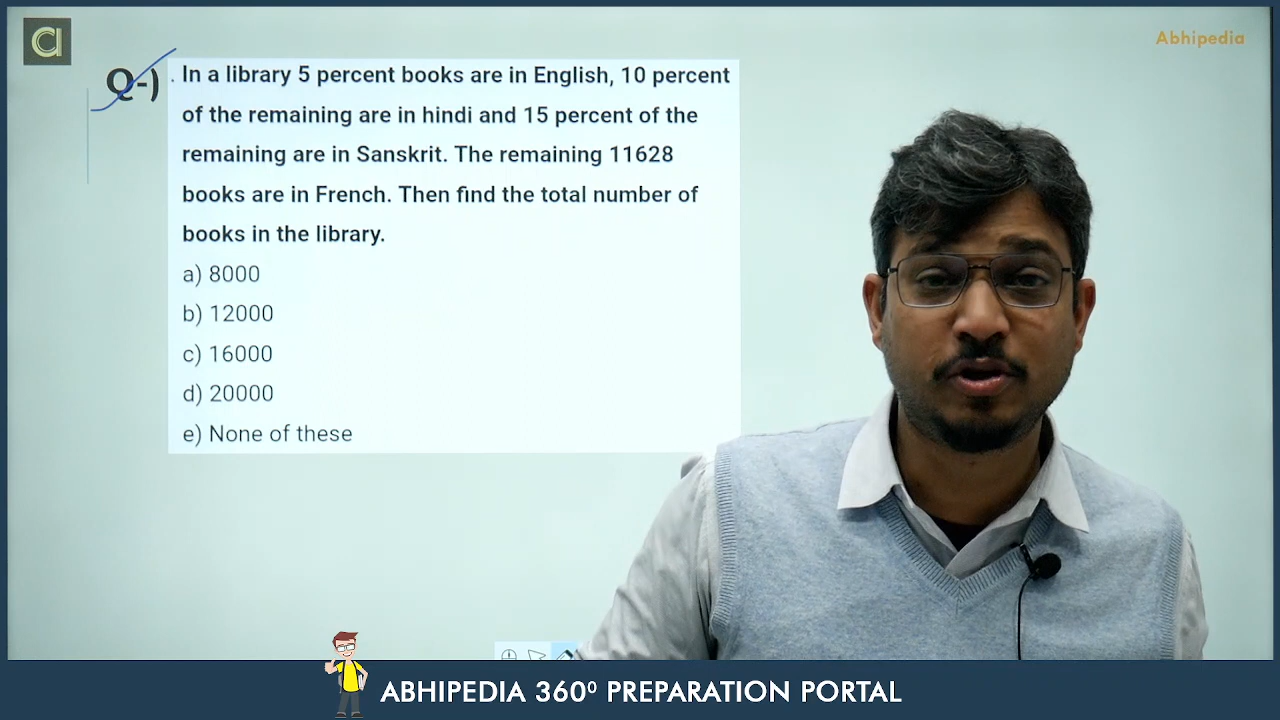 Abhipedia
Q-) . In a library 5 percent books are in English, 10 percent
of the remaining are in hindi and 15 percent of the
remaining are in Sanskrit. The remaining 11628
books are in French. Then find the total number of
books in the library.
a) 8000
b) 12000
c) 16000
d) 20000
e) None of these
ABHIPEDIA 360⁰ PREPARATION PORTAL